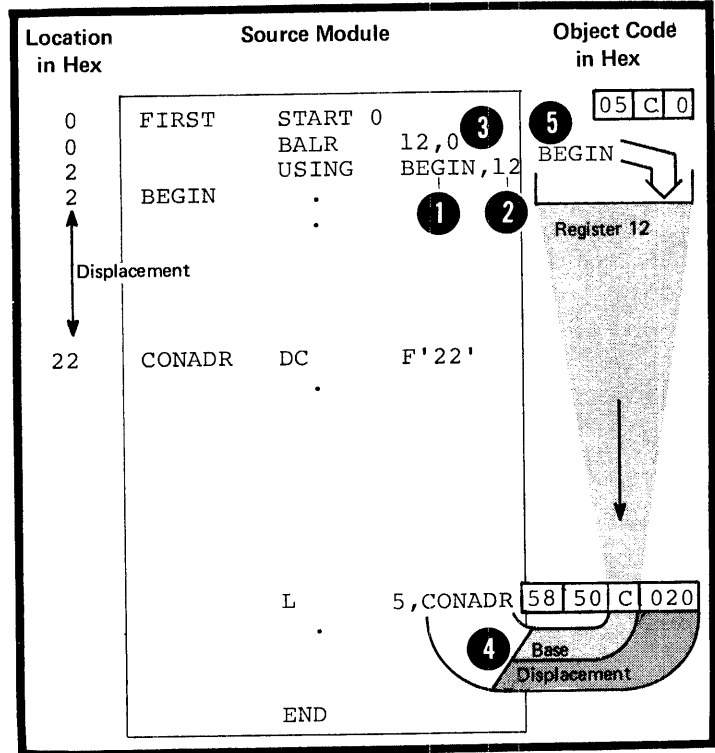 Location Source Module Object Code
in Hex in Hex
05 C 0
0 FIRST START 0
0 BALR 12,0 3 5
2 USING BEGIN,12 BEGIN
2 BEGIN .
1 2
.
Register 12
Displacement
22 CONADR DC F'22'
.
L 5,CONADR 58 50 C 020
.
4 Base
Displacement
END